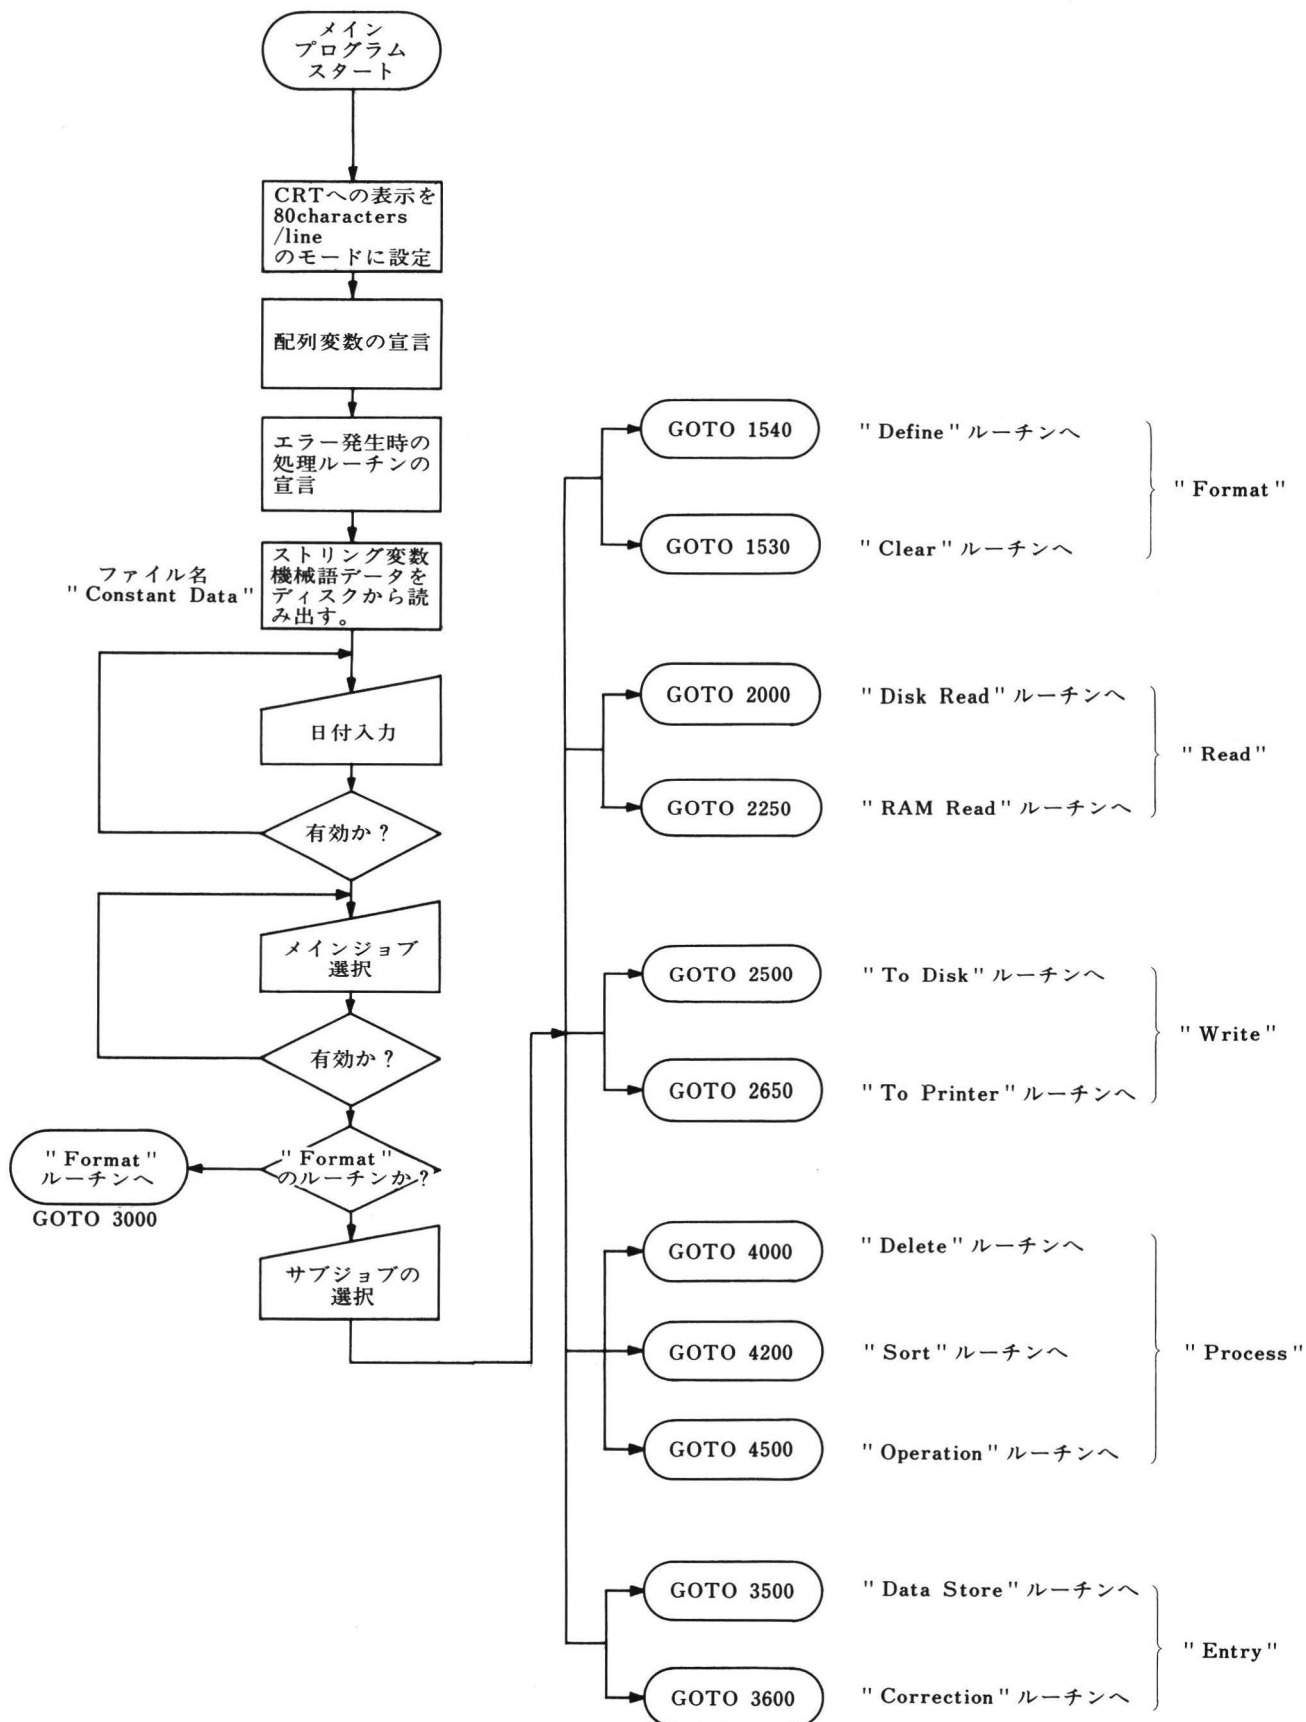 メイン
プログラム
スタート
CRTへの表示を
80characters
/line
のモードに設定
配列変数の宣言
エラー発生時の
処理ルーチンの
宣言
ファイル名
"Constant Data"
ストリング変数
機械語データを
ディスクから読
み出す。
日付入力
有効か?
メインジョブ
選択
有効か?
"Format"
のルーチンか?
"Format"
ルーチンへ
GOTO 3000
サブジョブの
選択
GOTO 1540 "Define"ルーチンへ
"Format"
GOTO 1530 "Clear"ルーチンへ
GOTO 2000 "Disk Read"ルーチンへ
"Read"
GOTO 2250 "RAM Read"ルーチンへ
GOTO 2500 "To Disk"ルーチンへ
"Write"
GOTO 2650 "To Printer"ルーチンへ
GOTO 4000 "Delete"ルーチンへ
GOTO 4200 "Sort"ルーチンへ
"Process"
GOTO 4500 "Operation"ルーチンへ
GOTO 3500 "Data Store"ルーチンへ
"Entry"
GOTO 3600 "Correction"ルーチンへ